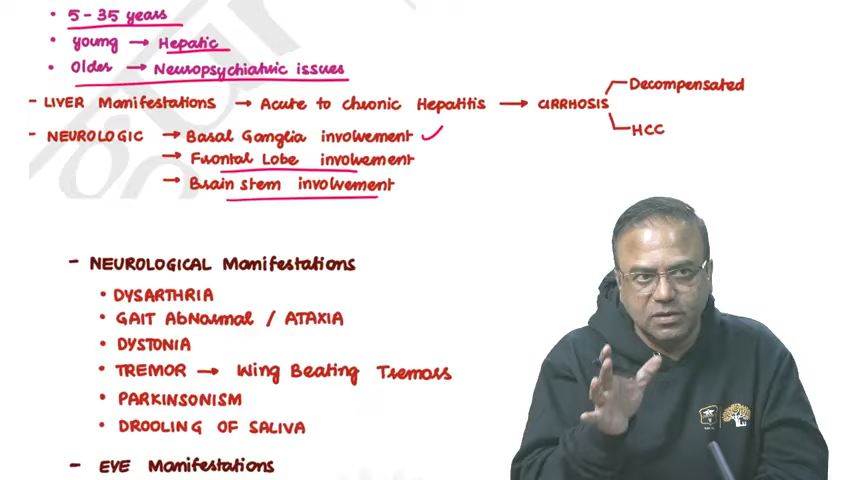 • 5-35 years
• young → Hepatic
• Older → Neuropsychiatric issues
- LIVER Manifestations → Acute to chronic Hepatitis → CIRRHOSIS
Decompensated
HCC
- NEUROLOGIC → Basal Ganglia involvement ✓
→ Frontal Lobe involvement
→ Brain stem involvement
- NEUROLOGICAL Manifestations
• DYSARTHRIA
• GAIT AbNormal / ATAXIA
• DYSTONIA
• TREMOR → Wing Beating Tremors
• PARKINSONISM
• DROOLING OF SALIVA
- EYE Manifestations